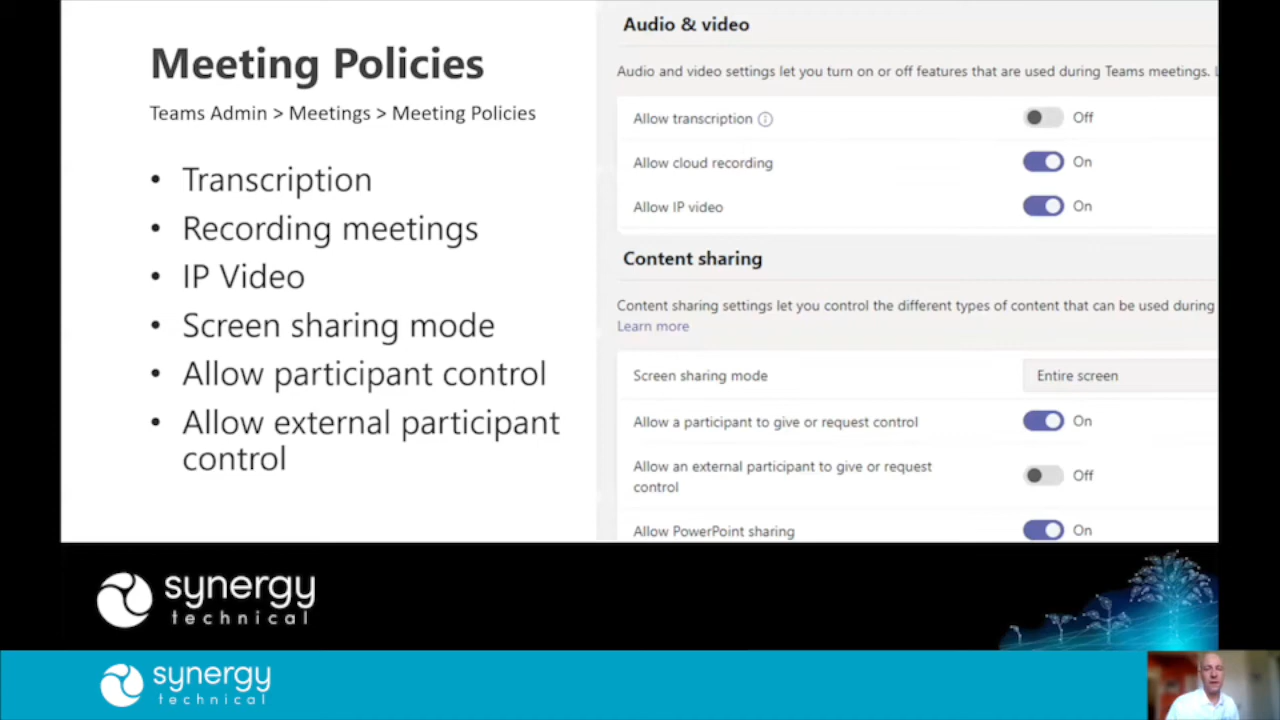 Meeting Policies
Teams Admin > Meetings > Meeting Policies
• Transcription
• Recording meetings
• IP Video
• Screen sharing mode
• Allow participant control
• Allow external participant
control
Audio & video
Audio and video settings let you turn on or off features that are used during Teams meetings.
Allow transcription Off
Allow cloud recording On
Allow IP video On
Content sharing
Content sharing settings let you control the different types of content that can be used during
Learn more
Screen sharing mode Entire screen
Allow a participant to give or request control On
Allow an external participant to give or request
control Off
Allow PowerPoint sharing On
synergy
technical
synergy
technical